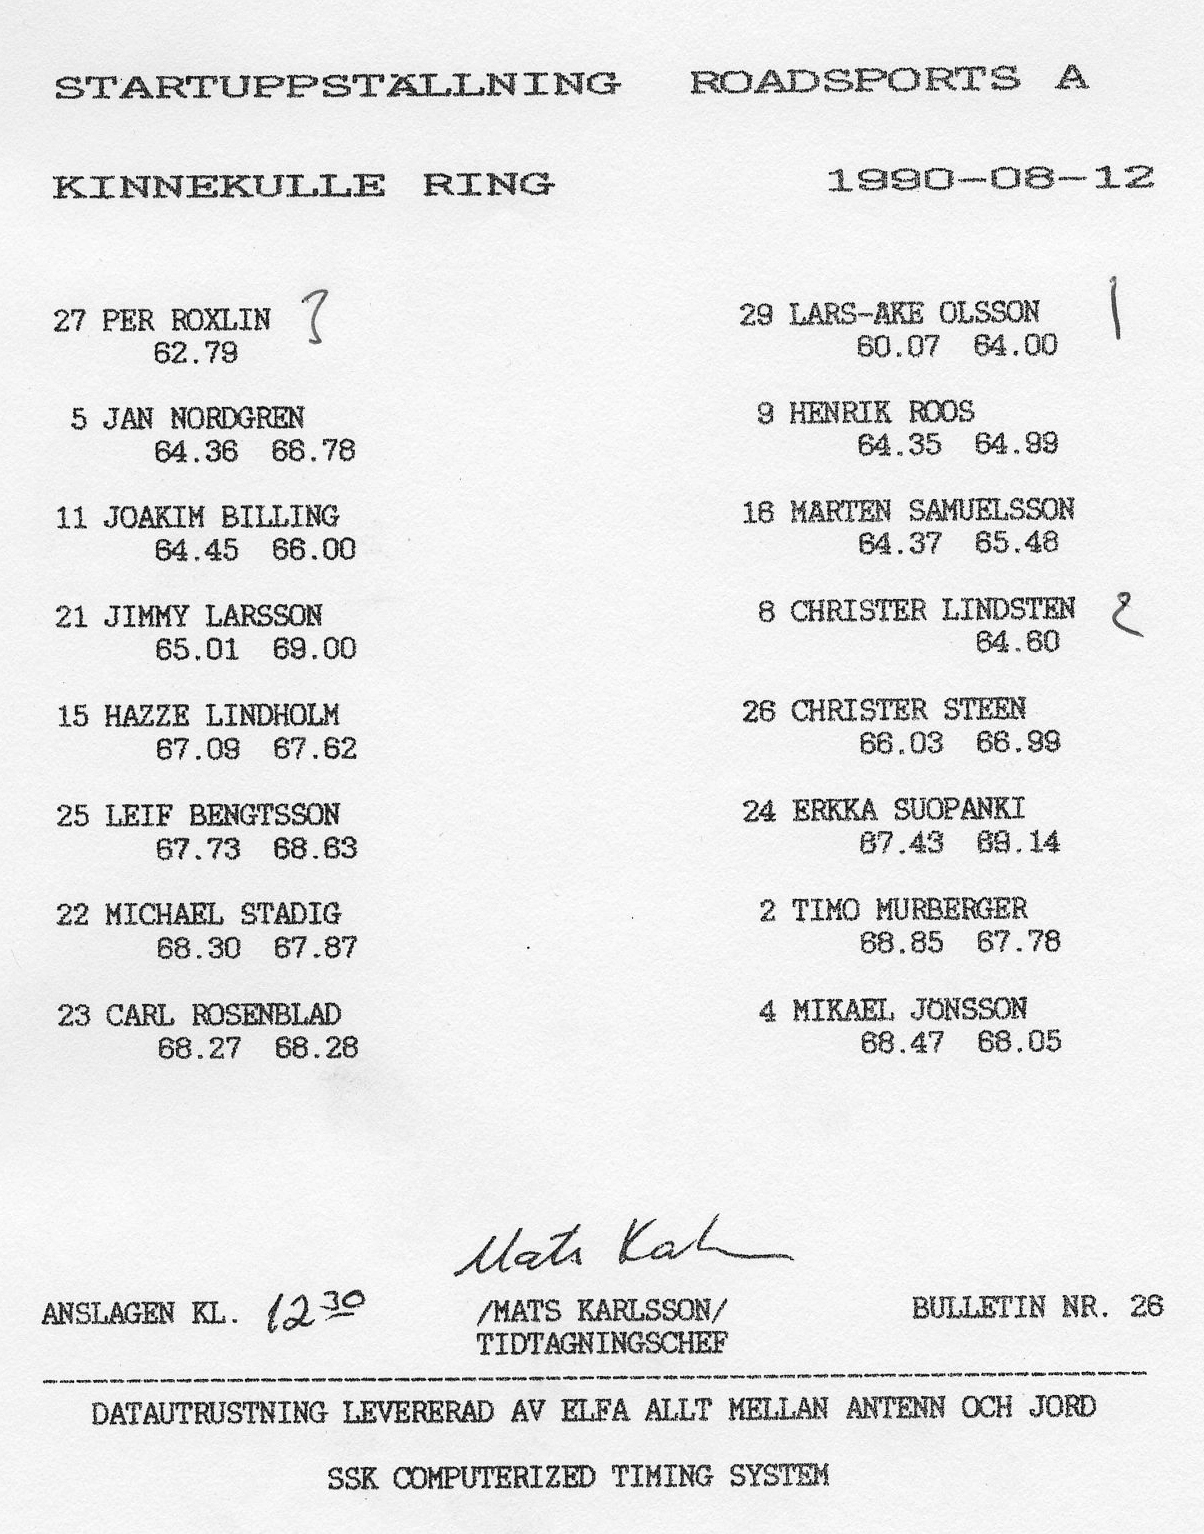 STARTUPPSTÄLLNING ROADSPORTS A
KINNEKULLE RING 1990-08-12
27 PER ROXLIN 3
62.79
29 LARS-ÅKE OLSSON 1
60.07 64.00
5 JAN NORDGREN
64.36 66.78
9 HENRIK ROOS
64.35 64.99
11 JOAKIM BILLING
64.45 66.00
16 MÅRTEN SAMUELSSON
64.37 65.48
21 JIMMY LARSSON
65.01 69.00
8 CHRISTER LINDSTEN 2
64.60
15 HAZZE LINDHOLM
67.09 67.62
26 CHRISTER STEEN
66.03 66.99
25 LEIF BENGTSSON
67.73 68.63
24 ERKKA SUOPANKI
67.43 69.14
22 MICHAEL STADIG
68.30 67.87
2 TIMO MURBERGER
68.85 67.78
23 CARL ROSENBLAD
68.27 68.28
4 MIKAEL JÖNSSON
68.47 68.05
Mats Karlsson
ANSLAGEN KL. 12 30 /MATS KARLSSON/ BULLETIN NR. 26
TIDTAGNINGSCHEF
DATAUTRUSTNING LEVERERAD AV ELFA ALLT MELLAN ANTENN OCH JORD
SSK COMPUTERIZED TIMING SYSTEM